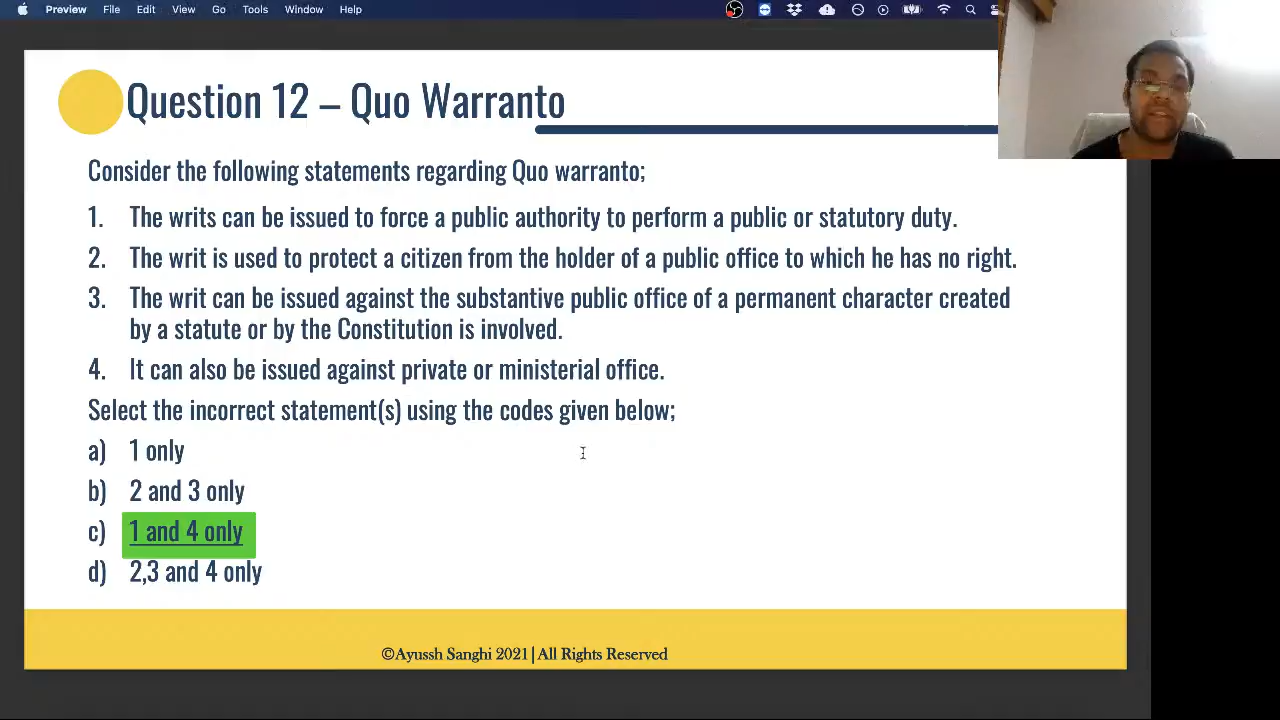 Preview File Edit View Go Tools Window Help
Question 12 – Quo Warranto
Consider the following statements regarding Quo warranto;
1. The writs can be issued to force a public authority to perform a public or statutory duty.
2. The writ is used to protect a citizen from the holder of a public office to which he has no right.
3. The writ can be issued against the substantive public office of a permanent character created
by a statute or by the Constitution is involved.
4. It can also be issued against private or ministerial office.
Select the incorrect statement(s) using the codes given below;
a) 1 only
b) 2 and 3 only
c) 1 and 4 only
d) 2,3 and 4 only
©Ayussh Sanghi 2021| All Rights Reserved